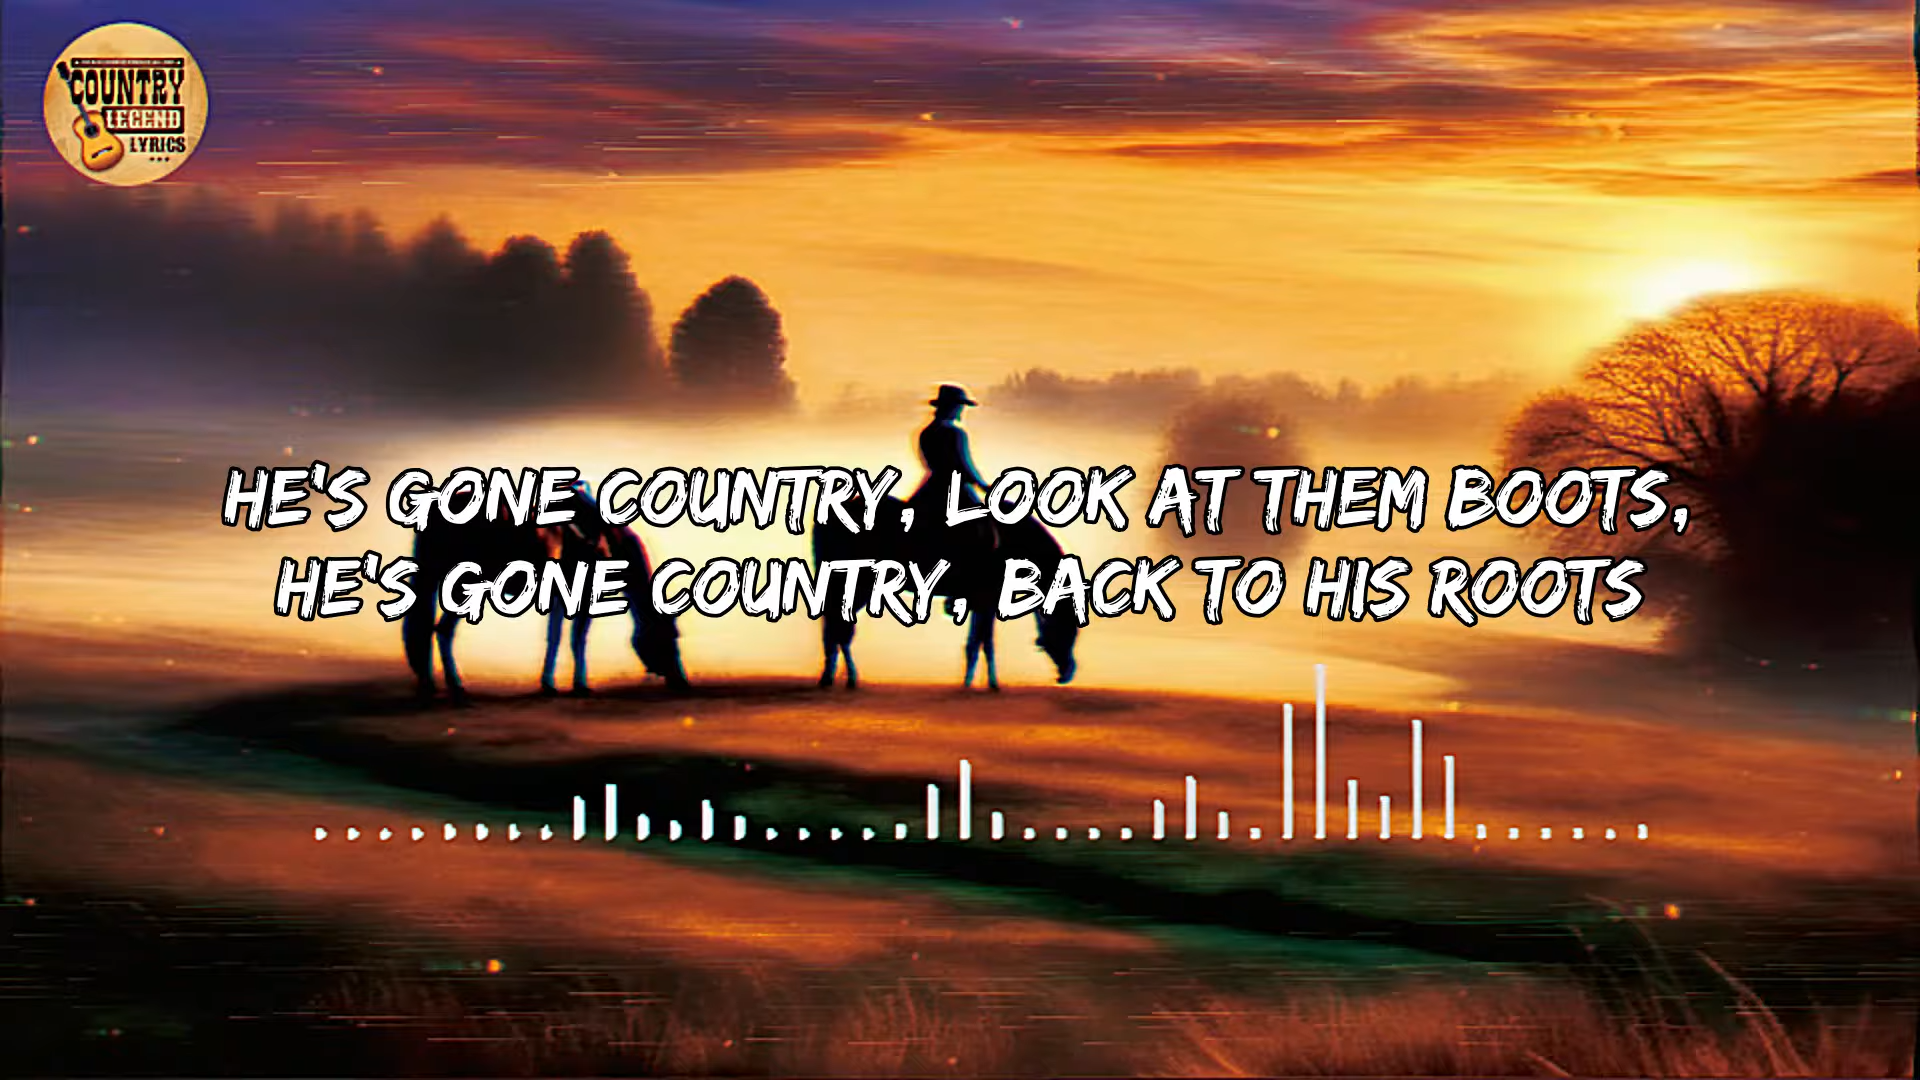 COUNTRY
LEGEND
LYRICS
HE'S GONE COUNTRY, LOOK AT THEM BOOTS,
HE'S GONE COUNTRY, BACK TO HIS ROOTS